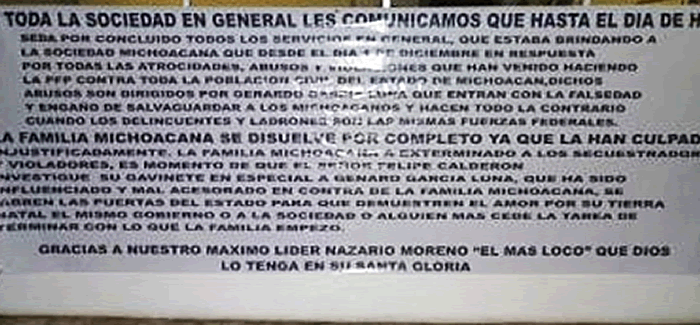 TODA LA SOCIEDAD EN GENERAL LES COMUNICAMOS QUE HASTA EL DIA DE H
SEDA POR CONCLUIDO TODOS LOS SERVICIOS EN GENERAL, QUE ESTABA BRINDANDO A
LA SOCIEDAD MICHOACANA QUE DESDE EL DIA 1 DE DICIEMBRE EN RESPUESTA
POR TODAS LAS ATROCIDADES, ABUSOS Y QUE HAN VENIDO HACIENDO
LA PFP CONTRA TODA LA POBLACION CIVIL DEL ESTADO DE MICHOACAN,DICHOS
ABUSOS SON DIRIGIDOS POR GERARDO LUNA QUE ENTRAN CON LA FALSEDAD
Y ENGAÑO DE SALVAGUARDAR A LOS MICHOACANOS Y HACEN TODO LO CONTRARIO
CUANDO LOS DELINCUENTES Y LADRONES SON LAS MISMAS FUERZAS FEDERALES.
LA FAMILIA MICHOACANA SE DISUELVE POR COMPLETO YA QUE LA HAN CULPAD
NJUSTIFICADAMENTE. LA FAMILIA MICHOACANA A EXTERMINADO A LOS SECUESTRADOR
Y VIOLADORES, ES MOMENTO DE QUE EL SEÑOR FELIPE CALDERON
NVESTIGUE SU GAVINETE EN ESPECIAL A GENARO GARCIA LUNA, QUE HA SIDO
NFLUENCIADO Y MAL ACESORADO EN CONTRA DE LA FAMILIA MICHOACANA, SE
ABREN LAS PUERTAS DEL ESTADO PARA QUE DEMUESTREN EL AMOR POR SU TIERRA
NATAL EL MISMO GOBIERNO O A LA SOCIEDAD O ALGUIEN MAS CEDE LA TAREA DE
TERMINAR CON LO QUE LA FAMILIA EMPEZO.
GRACIAS A NUESTRO MAXIMO LIDER NAZARIO MORENO "EL MAS LOCO" QUE DIOS
LO TENGA EN SU SANTA GLORIA